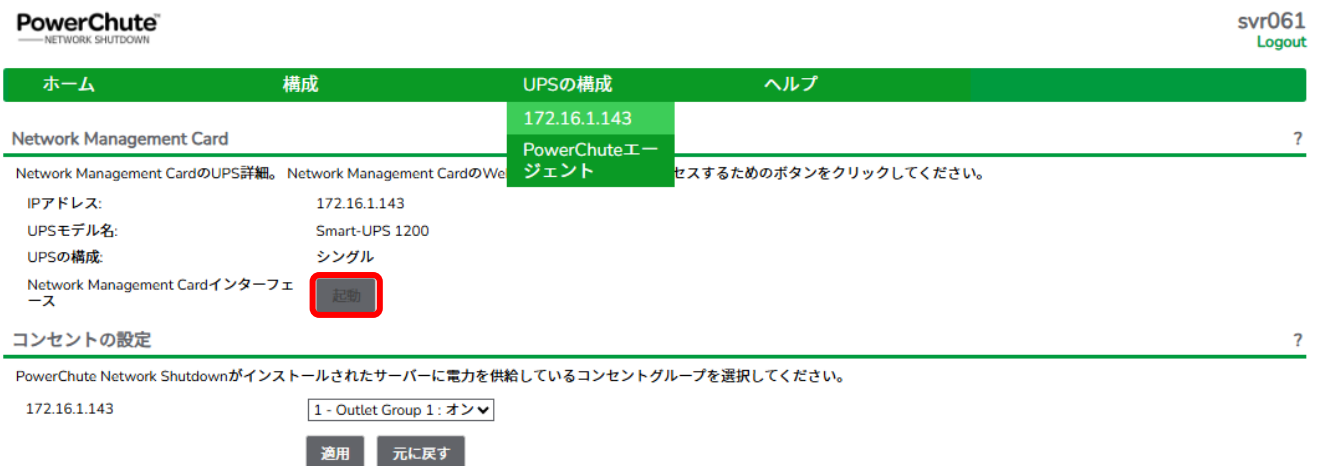 PowerChute™
NETWORK SHUTDOWN
svr061
Logout
ホーム
構成
UPSの構成
ヘルプ
172.16.1.143
PowerChuteエー
ジェント
Network Management Card
?
Network Management CardのUPS詳細。 Network Management CardのWe
セスするためのボタンをクリックしてください。
IPアドレス:
172.16.1.143
UPSモデル名:
Smart-UPS 1200
UPSの構成:
シングル
Network Management Cardインターフェ
ース
起動
コンセントの設定
?
PowerChute Network Shutdownがインストールされたサーバーに電力を供給しているコンセントグループを選択してください。
172.16.1.143
1 - Outlet Group 1 : オン
適用
元に戻す